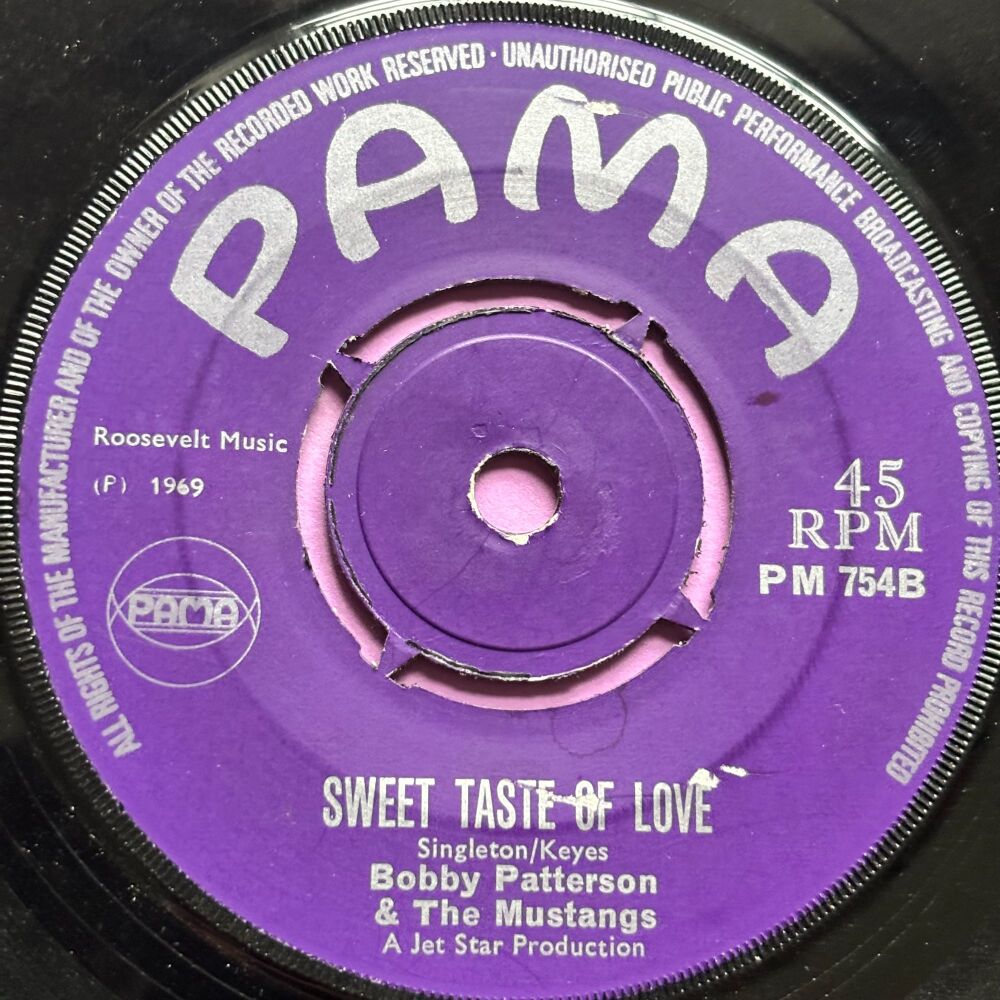 ALL RIGHTS OF THE MANUFACTURER AND OF THE OWNER OF THE RECORDED WORK RESERVED · UNAUTHORISED PUBLIC PERFORMANCE BROADCASTING AND COPYING OF THIS RECORD PROHIBITED
PAMA
Roosevelt Music
(P) 1969
45
RPM
PM 754B
PAMA
SWEET TASTE OF LOVE
Singleton/Keyes
Bobby Patterson
& The Mustangs
A Jet Star Production